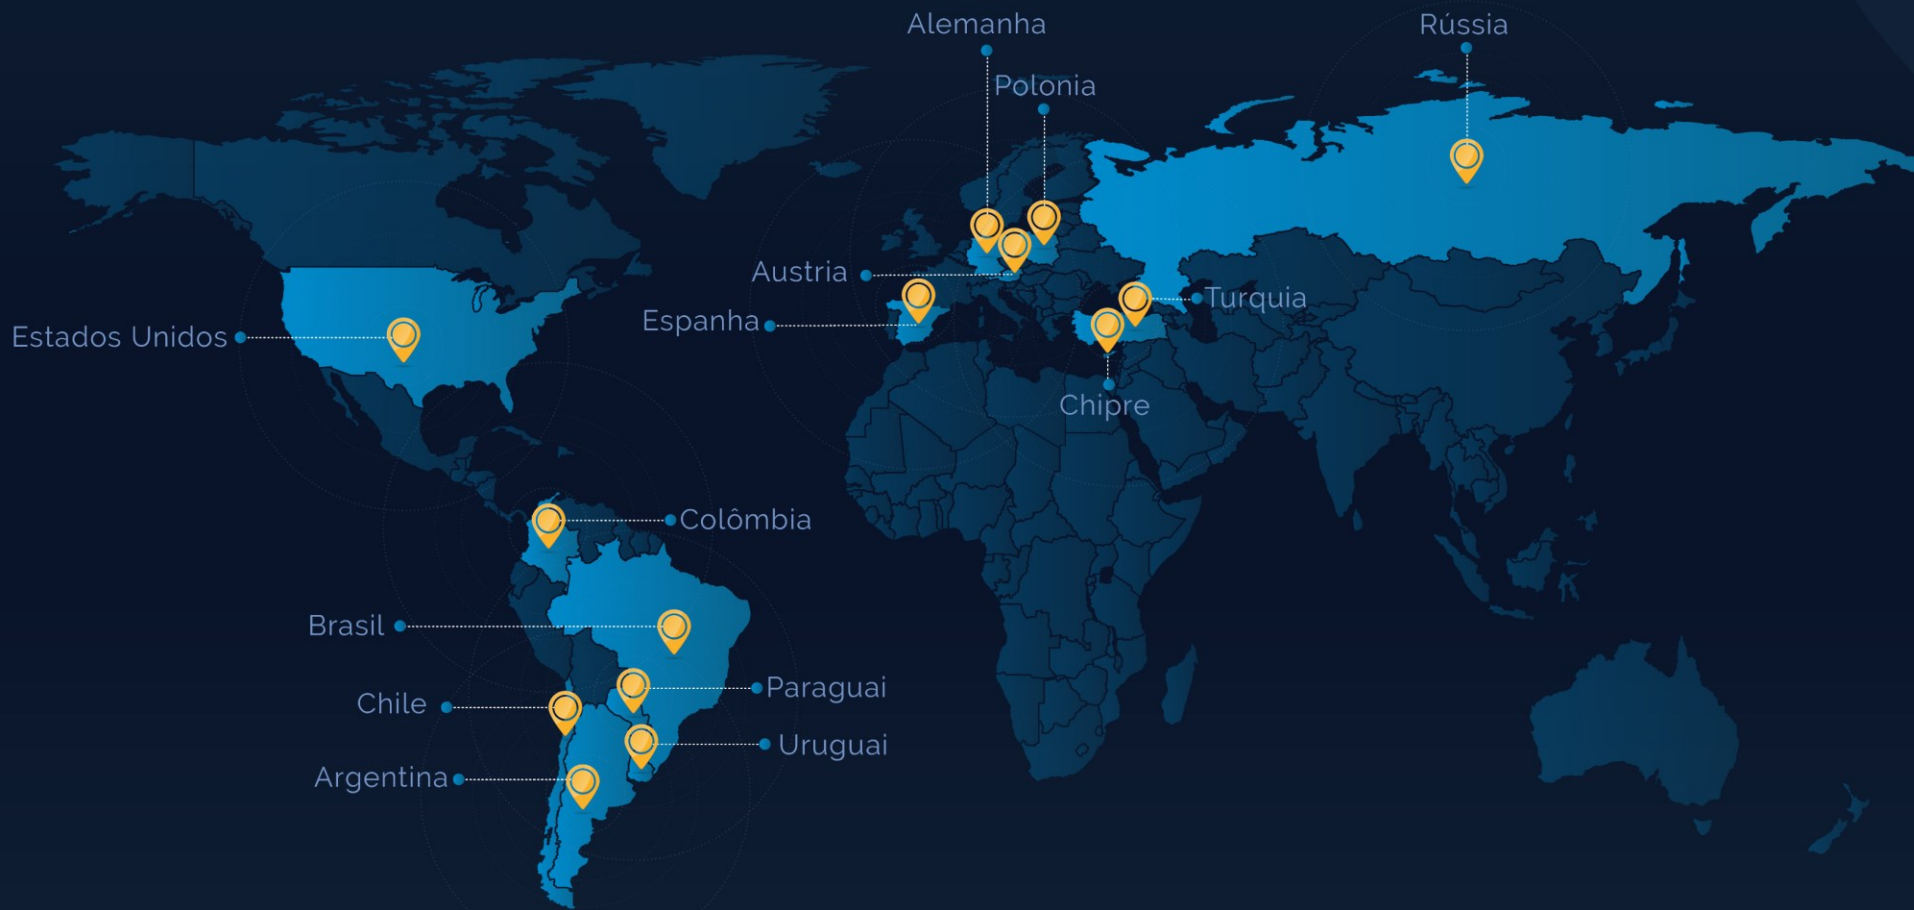 Alemanha
Rússia
Polonia
Austria
Turquia
Espanha
Estados Unidos
Chipre
Colômbia
Brasil
Paraguai
Chile
Uruguai
Argentina